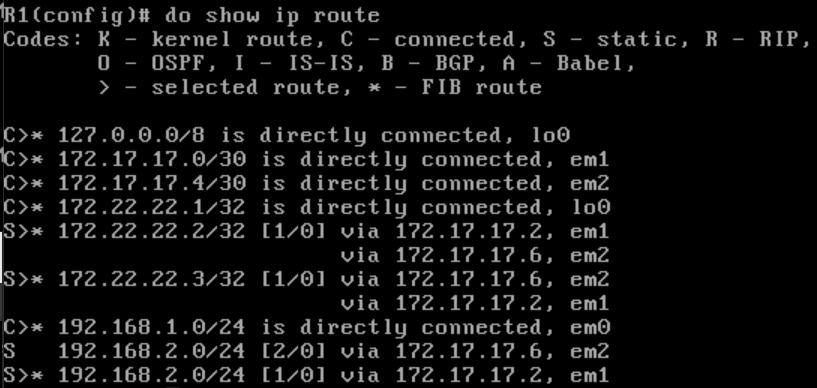 R1(config)# do show ip route
Codes: K - kernel route, C - connected, S - static, R - RIP,
       O - OSPF, I - IS-IS, B - BGP, A - Babel,
       > - selected route, * - FIB route

C>* 127.0.0.0/8 is directly connected, lo0
C>* 172.17.17.0/30 is directly connected, em1
C>* 172.17.17.4/30 is directly connected, em2
C>* 172.22.22.1/32 is directly connected, lo0
S>* 172.22.22.2/32 [1/0] via 172.17.17.2, em1
                         via 172.17.17.6, em2
S>* 172.22.22.3/32 [1/0] via 172.17.17.6, em2
                         via 172.17.17.2, em1
C>* 192.168.1.0/24 is directly connected, em0
S   192.168.2.0/24 [2/0] via 172.17.17.6, em2
S>* 192.168.2.0/24 [1/0] via 172.17.17.2, em1